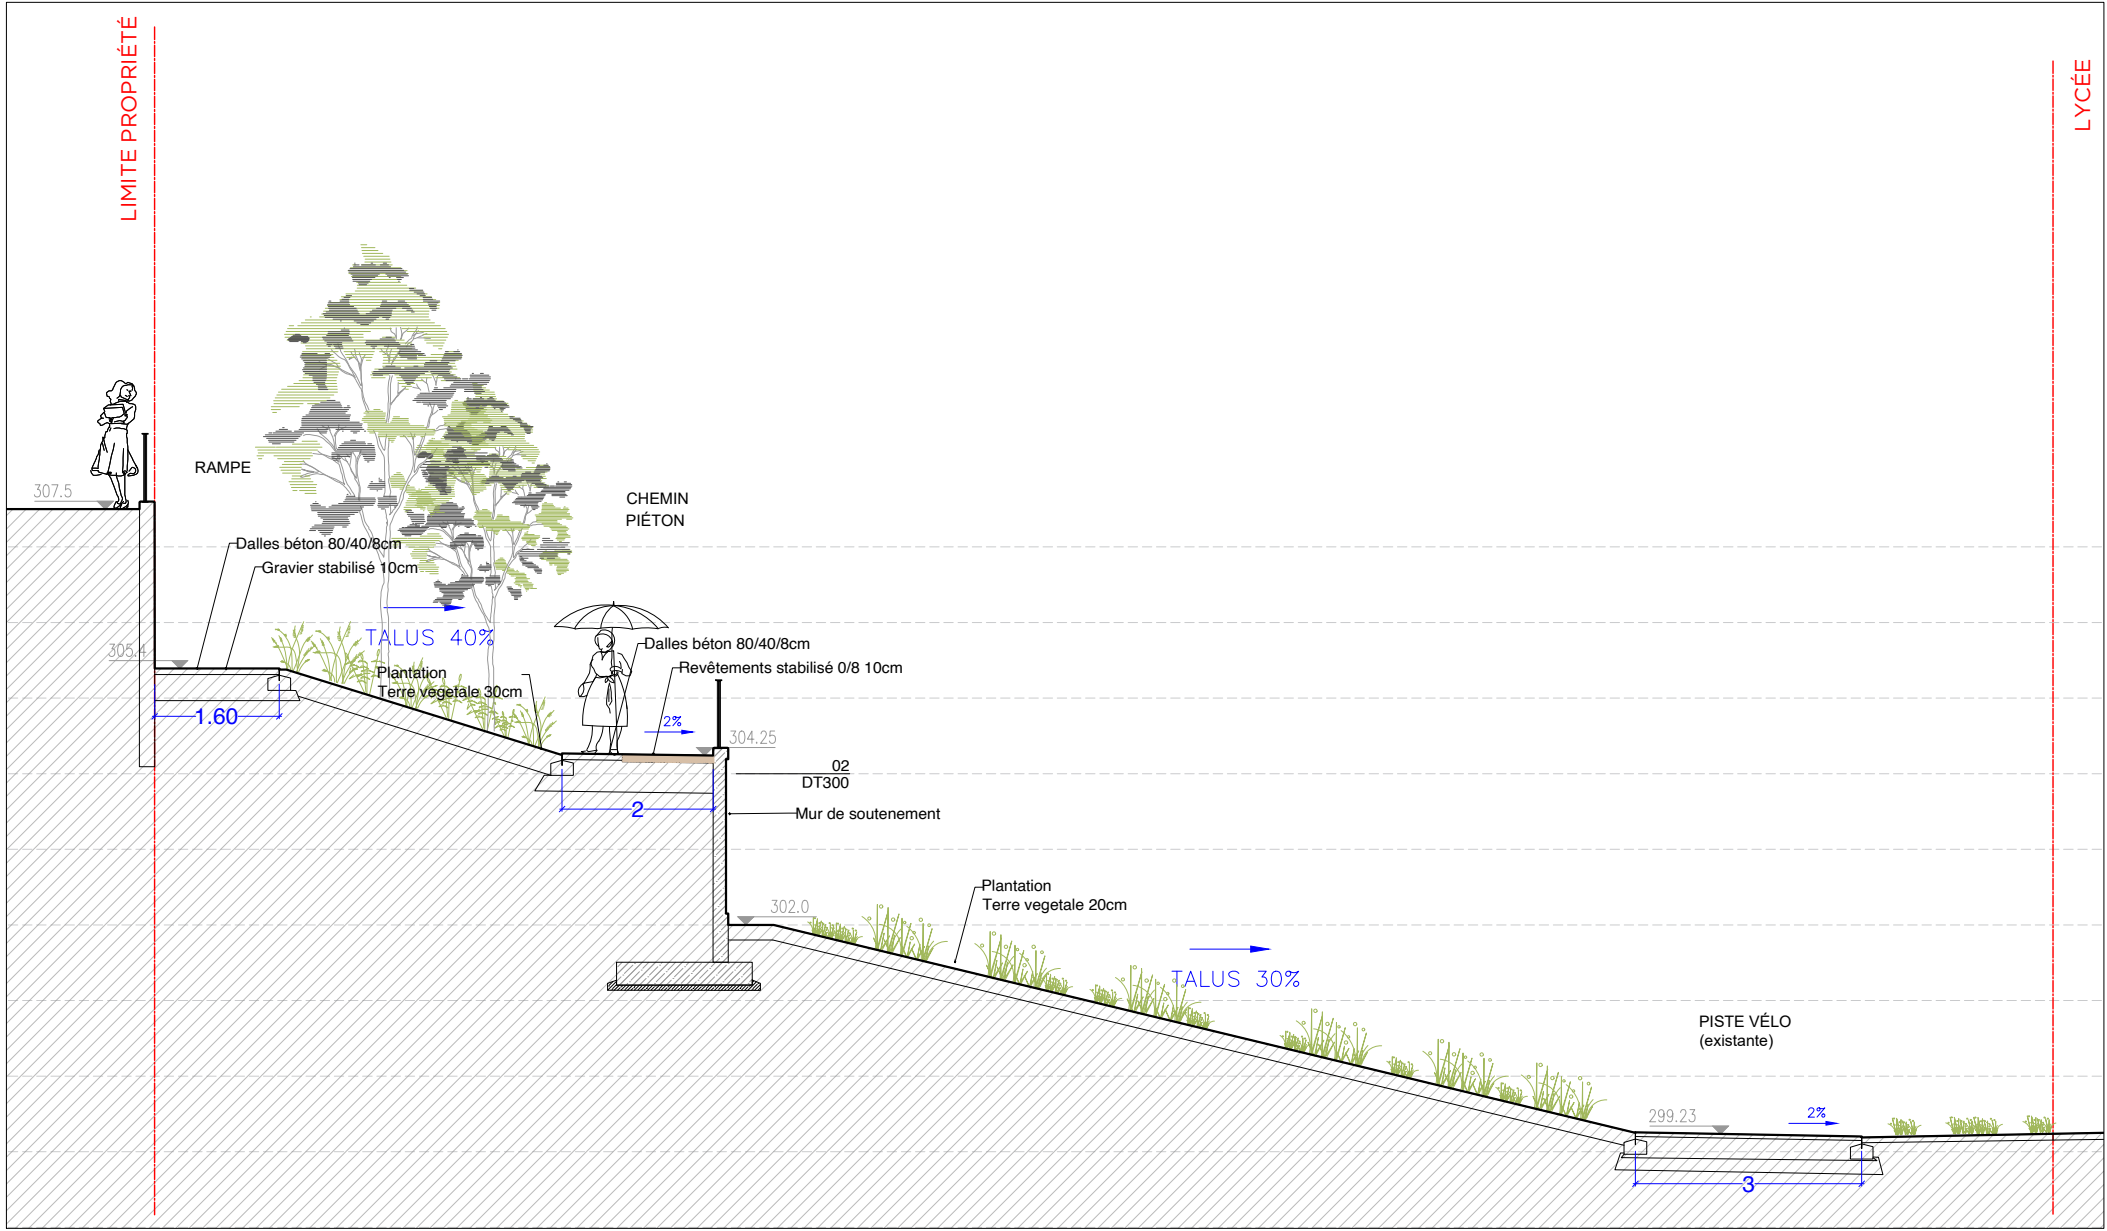 LIMITE PROPRIÉTÉ
LYCÉE
RAMPE
307.5
CHEMIN
PIÉTON
Dalles béton 80/40/8cm
Gravier stabilisé 10cm
TALUS 40%
305.4
Plantation
Terre vegetale 30cm
1.60
Dalles béton 80/40/8cm
Revêtements stabilisé 0/8 10cm
2%
304.25
02
DT300
2
Mur de soutenement
302.0
Plantation
Terre vegetale 20cm
TALUS 30%
PISTE VÉLO
(existante)
299.23
2%
3